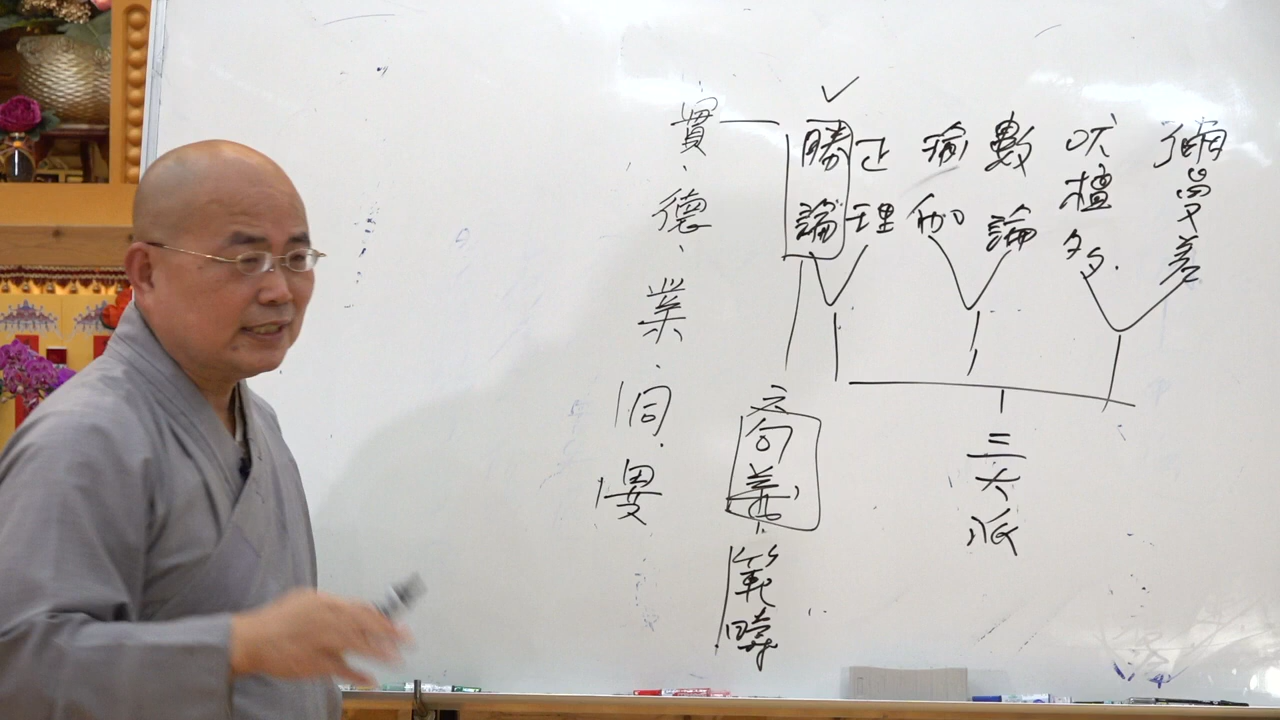 彌曼差
吠檀多
數論
瑜伽
正理
勝論
三大派
六句義
範疇
實、德、業、同、異